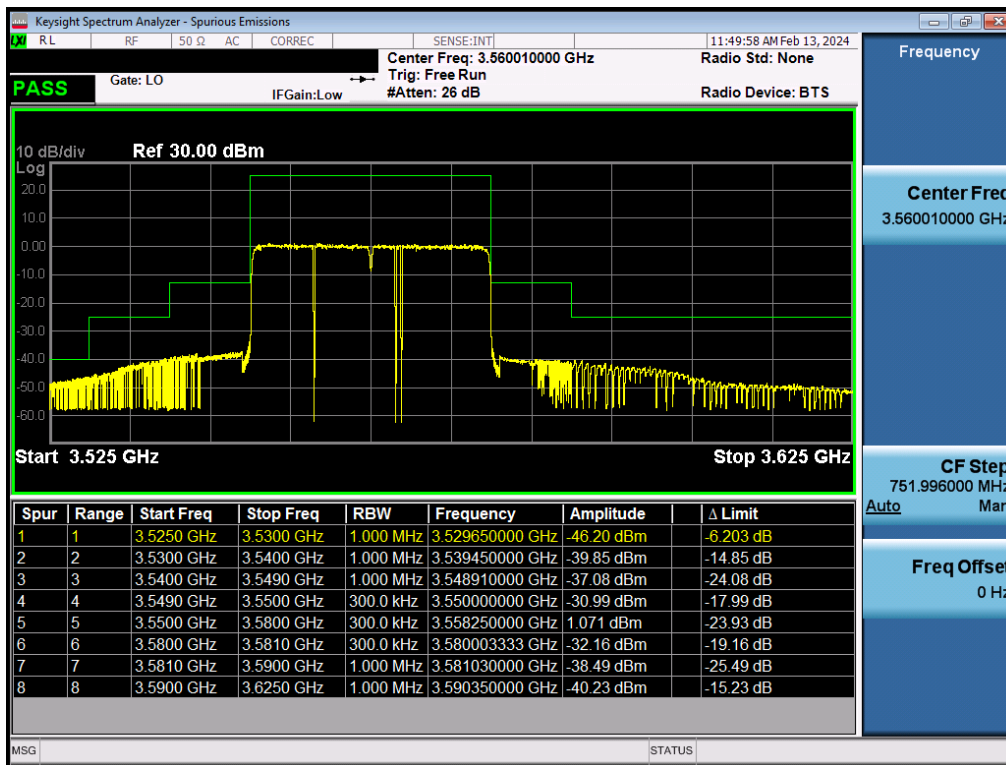 Keysight Spectrum Analyzer - Spurious Emissions
LXI RL RF 50 Ω AC CORREC SENSE:INT 11:49:58 AM Feb 13, 2024
Center Freq: 3.560010000 GHz Radio Std: None
Gate: LO Trig: Free Run
PASS IFGain:Low #Atten: 26 dB Radio Device: BTS
10 dB/div Ref 30.00 dBm
Log
20.0
10.0
0.00
-10.0
-20.0
-30.0
-40.0
-50.0
-60.0
Start 3.525 GHz Stop 3.625 GHz
Spur Range Start Freq Stop Freq RBW Frequency Amplitude Δ Limit
1 1 3.5250 GHz 3.5300 GHz 1.000 MHz 3.529650000 GHz -46.20 dBm -6.203 dB
2 2 3.5300 GHz 3.5400 GHz 1.000 MHz 3.539450000 GHz -39.85 dBm -14.85 dB
3 3 3.5400 GHz 3.5490 GHz 1.000 MHz 3.548910000 GHz -37.08 dBm -24.08 dB
4 4 3.5490 GHz 3.5500 GHz 300.0 kHz 3.550000000 GHz -30.99 dBm -17.99 dB
5 5 3.5500 GHz 3.5800 GHz 300.0 kHz 3.558250000 GHz 1.071 dBm -23.93 dB
6 6 3.5800 GHz 3.5810 GHz 300.0 kHz 3.580003333 GHz -32.16 dBm -19.16 dB
7 7 3.5810 GHz 3.5900 GHz 1.000 MHz 3.581030000 GHz -38.49 dBm -25.49 dB
8 8 3.5900 GHz 3.6250 GHz 1.000 MHz 3.590350000 GHz -40.23 dBm -15.23 dB
MSG STATUS
Frequency
Center Freq
3.560010000 GHz
CF Step
751.996000 MHz
Auto Man
Freq Offset
0 Hz